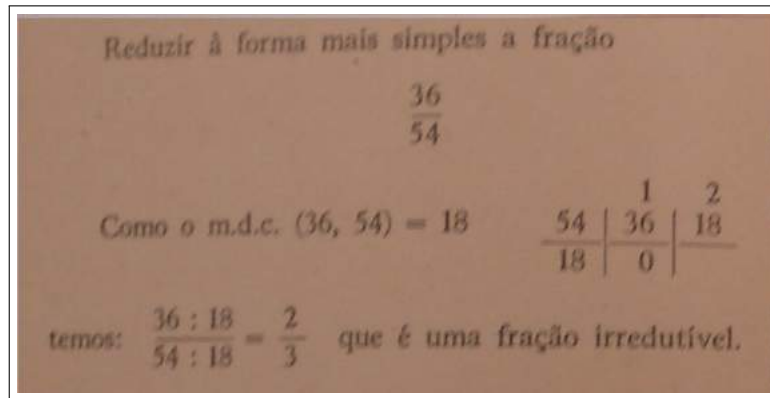 Reduzir à forma mais simples a fração
36
54
1 2
Como o m.d.c. (36, 54) = 18 54 36 18
18 0
temos: 36 : 18 / 54 : 18 = 2/3 que é uma fração irredutível.